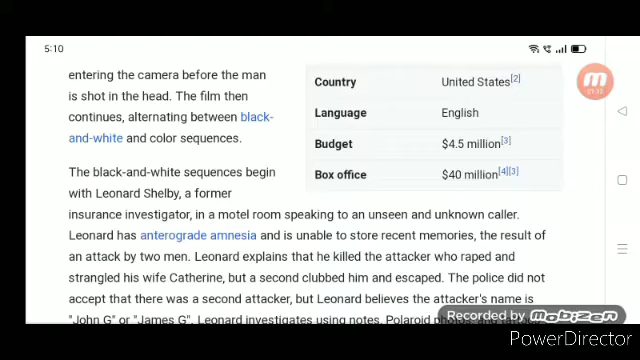 5:10
entering the camera before the man
is shot in the head. The film then
continues, alternating between black-
and-white and color sequences.
Country United States[2]
Language English
Budget $4.5 million[3]
Box office $40 million[4][3]
The black-and-white sequences begin
with Leonard Shelby, a former
insurance investigator, in a motel room speaking to an unseen and unknown caller.
Leonard has anterograde amnesia and is unable to store recent memories, the result of
an attack by two men. Leonard explains that he killed the attacker who raped and
strangled his wife Catherine, but a second clubbed him and escaped. The police did not
accept that there was a second attacker, but Leonard believes the attacker's name is
"John G" or "James G". Leonard investigates using notes, Polaroid photos, and
Recorded by Mobizen
PowerDirector